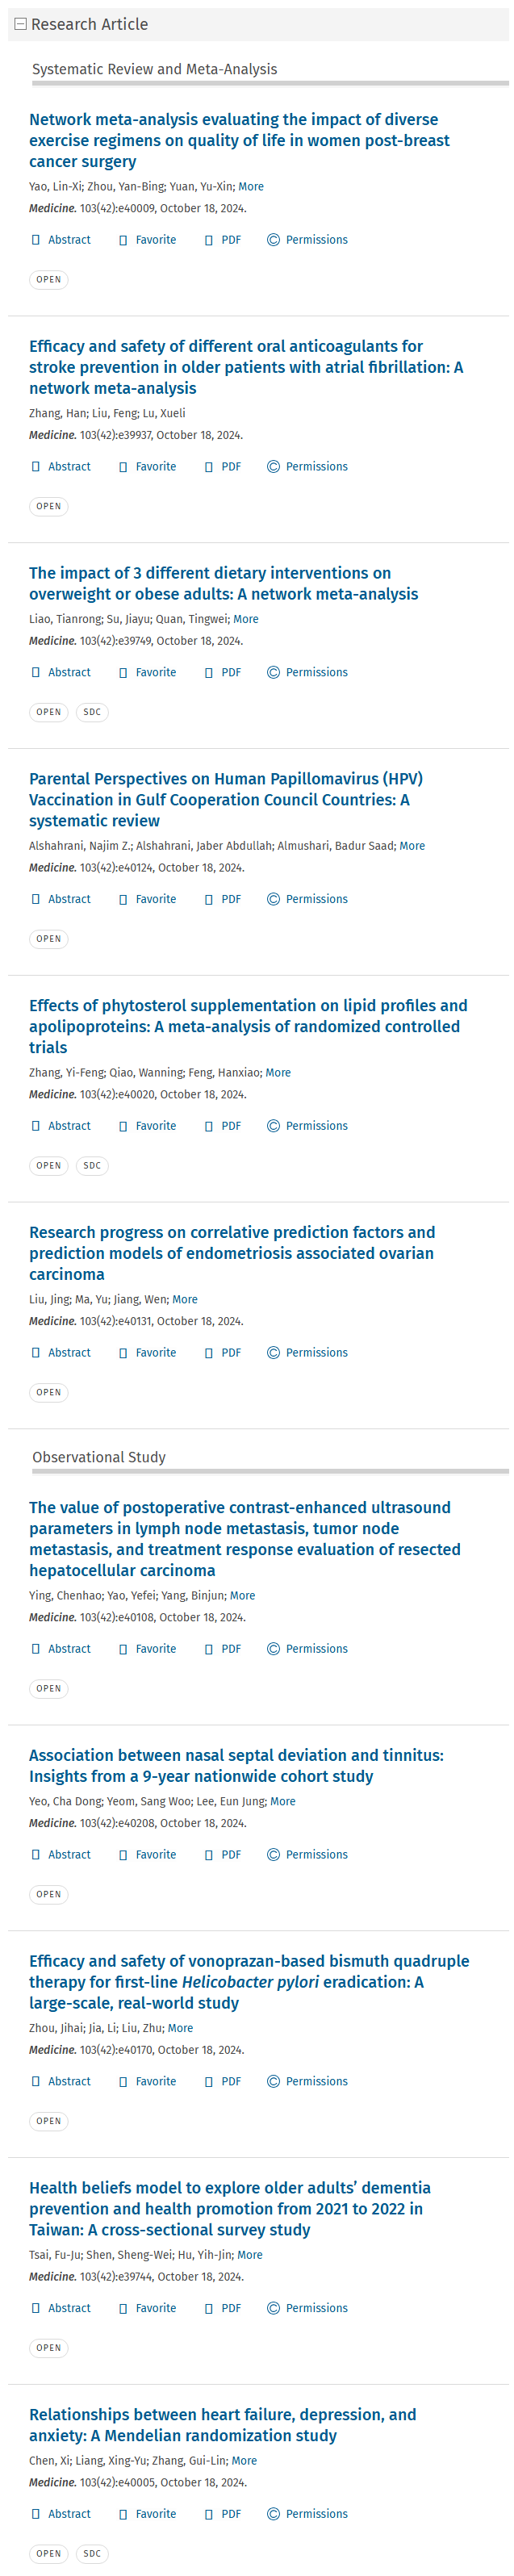 Research Article
Systematic Review and Meta-Analysis
Network meta-analysis evaluating the impact of diverse
exercise regimens on quality of life in women post-breast
cancer surgery
Yao, Lin-Xi; Zhou, Yan-Bing; Yuan, Yu-Xin; More
Medicine. 103(42):e40009, October 18, 2024.
Abstract Favorite PDF © Permissions
OPEN
Efficacy and safety of different oral anticoagulants for
stroke prevention in older patients with atrial fibrillation: A
network meta-analysis
Zhang, Han; Liu, Feng; Lu, Xueli
Medicine. 103(42):e39937, October 18, 2024.
Abstract Favorite PDF © Permissions
OPEN
The impact of 3 different dietary interventions on
overweight or obese adults: A network meta-analysis
Liao, Tianrong; Su, Jiayu; Quan, Tingwei; More
Medicine. 103(42):e39749, October 18, 2024.
Abstract Favorite PDF © Permissions
OPEN SDC
Parental Perspectives on Human Papillomavirus (HPV)
Vaccination in Gulf Cooperation Council Countries: A
systematic review
Alshahrani, Najim Z.; Alshahrani, Jaber Abdullah; Almushari, Badur Saad; More
Medicine. 103(42):e40124, October 18, 2024.
Abstract Favorite PDF © Permissions
OPEN
Effects of phytosterol supplementation on lipid profiles and
apolipoproteins: A meta-analysis of randomized controlled
trials
Zhang, Yi-Feng; Qiao, Wanning; Feng, Hanxiao; More
Medicine. 103(42):e40020, October 18, 2024.
Abstract Favorite PDF © Permissions
OPEN SDC
Research progress on correlative prediction factors and
prediction models of endometriosis associated ovarian
carcinoma
Liu, Jing; Ma, Yu; Jiang, Wen; More
Medicine. 103(42):e40131, October 18, 2024.
Abstract Favorite PDF © Permissions
OPEN
Observational Study
The value of postoperative contrast-enhanced ultrasound
parameters in lymph node metastasis, tumor node
metastasis, and treatment response evaluation of resected
hepatocellular carcinoma
Ying, Chenhao; Yao, Yefei; Yang, Binjun; More
Medicine. 103(42):e40108, October 18, 2024.
Abstract Favorite PDF © Permissions
OPEN
Association between nasal septal deviation and tinnitus:
Insights from a 9-year nationwide cohort study
Yeo, Cha Dong; Yeom, Sang Woo; Lee, Eun Jung; More
Medicine. 103(42):e40208, October 18, 2024.
Abstract Favorite PDF © Permissions
OPEN
Efficacy and safety of vonoprazan-based bismuth quadruple
therapy for first-line Helicobacter pylori eradication: A
large-scale, real-world study
Zhou, Jihai; Jia, Li; Liu, Zhu; More
Medicine. 103(42):e40170, October 18, 2024.
Abstract Favorite PDF © Permissions
OPEN
Health beliefs model to explore older adults’ dementia
prevention and health promotion from 2021 to 2022 in
Taiwan: A cross-sectional survey study
Tsai, Fu-Ju; Shen, Sheng-Wei; Hu, Yih-Jin; More
Medicine. 103(42):e39744, October 18, 2024.
Abstract Favorite PDF © Permissions
OPEN
Relationships between heart failure, depression, and
anxiety: A Mendelian randomization study
Chen, Xi; Liang, Xing-Yu; Zhang, Gui-Lin; More
Medicine. 103(42):e40005, October 18, 2024.
Abstract Favorite PDF © Permissions
OPEN SDC